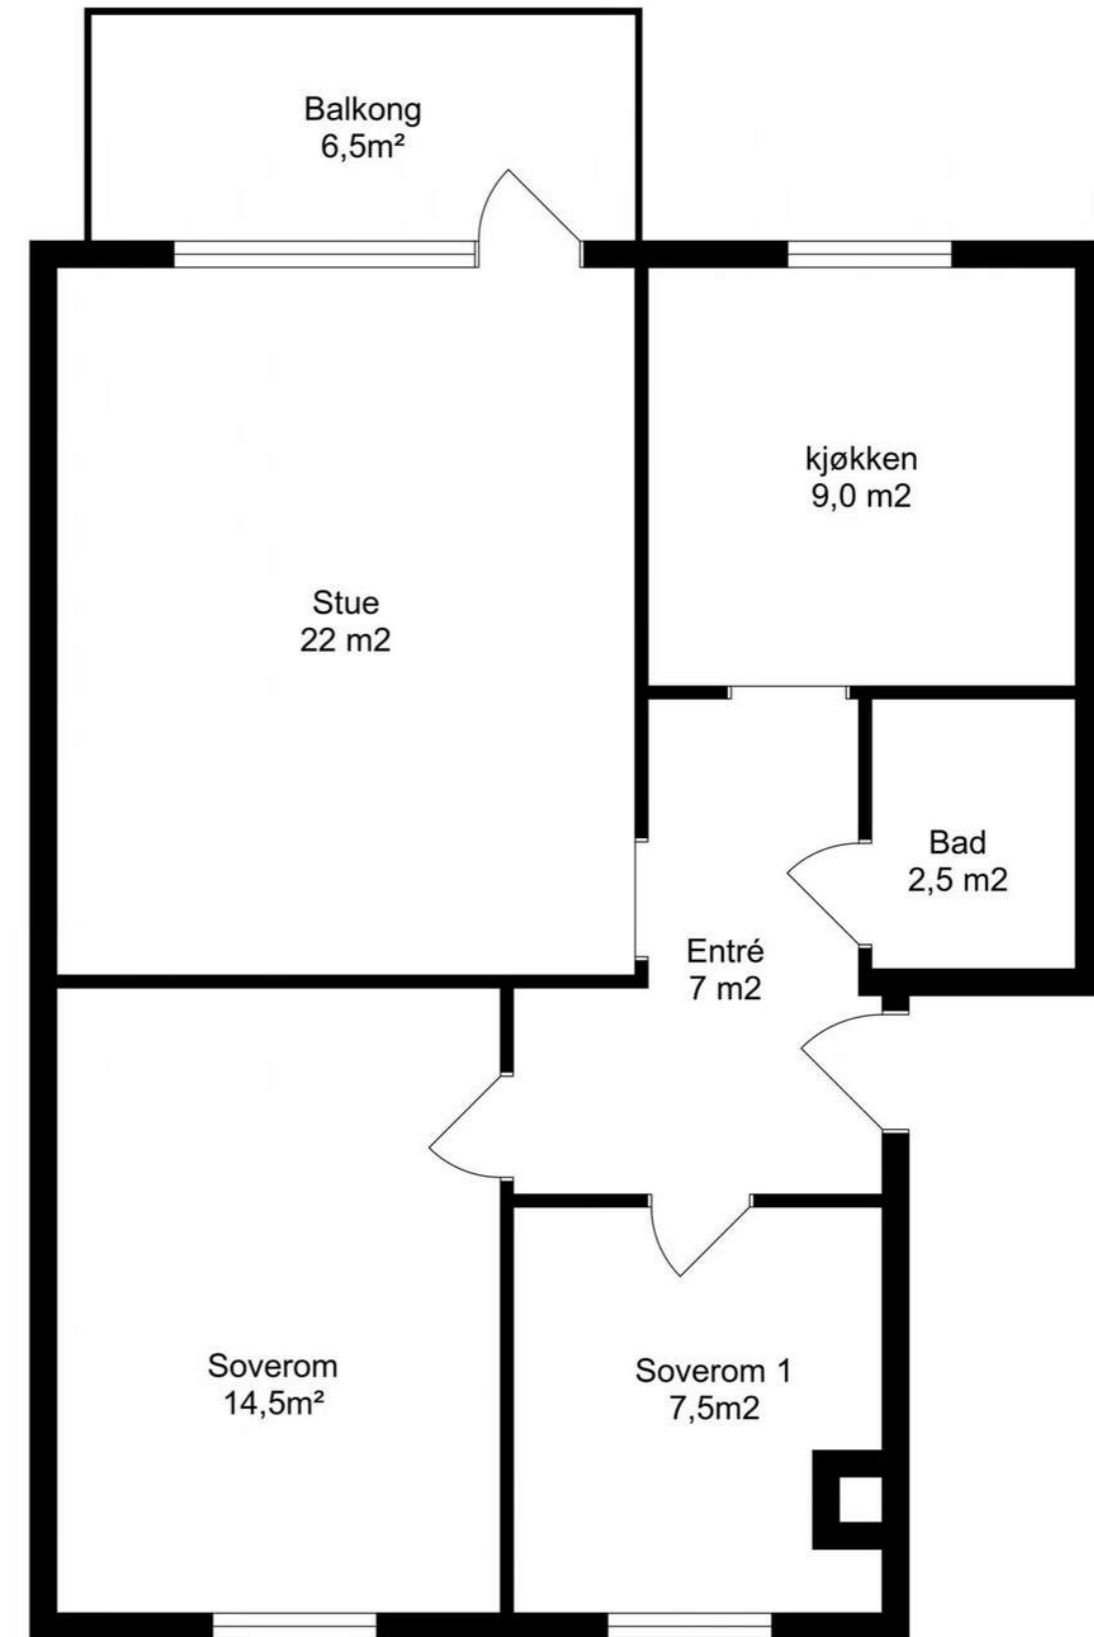 Balkong
6,5m²
kjøkken
9,0 m2
Stue
22 m2
Bad
2,5 m2
Entré
7 m2
Soverom
14,5m²
Soverom 1
7,5m2